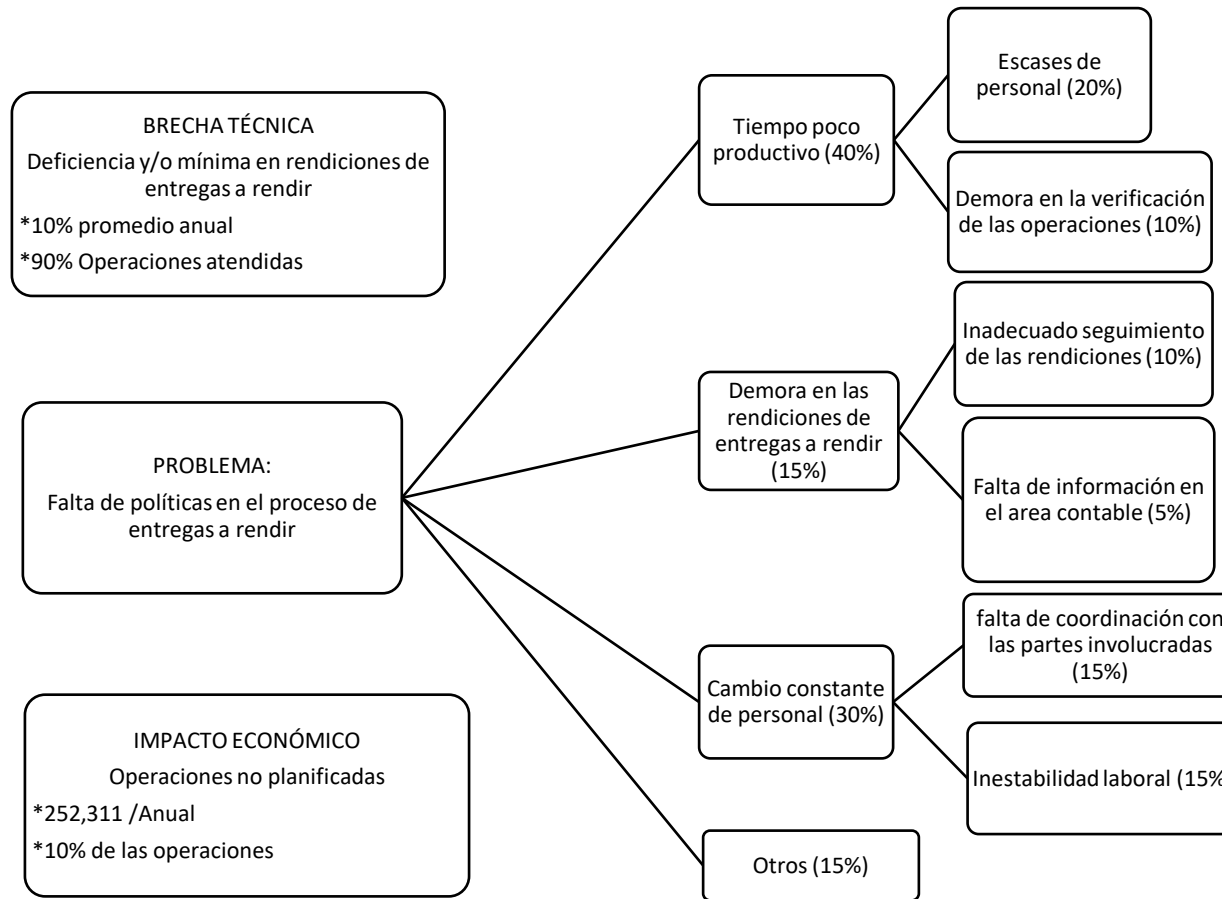 BRECHA TÉCNICA
Deficiencia y/o mínima en rendiciones de
entregas a rendir
*10% promedio anual
*90% Operaciones atendidas
PROBLEMA:
Falta de políticas en el proceso de
entregas a rendir
IMPACTO ECONÓMICO
Operaciones no planificadas
*252,311 /Anual
*10% de las operaciones
Tiempo poco
productivo (40%)
Escases de
personal (20%)
Demora en la verificación
de las operaciones (10%)
Demora en las
rendiciones de
entregas a rendir
(15%)
Inadecuado seguimiento
de las rendiciones (10%)
Falta de información en
el area contable (5%)
Cambio constante
de personal (30%)
falta de coordinación con
las partes involucradas
(15%)
Inestabilidad laboral (15%
Otros (15%)